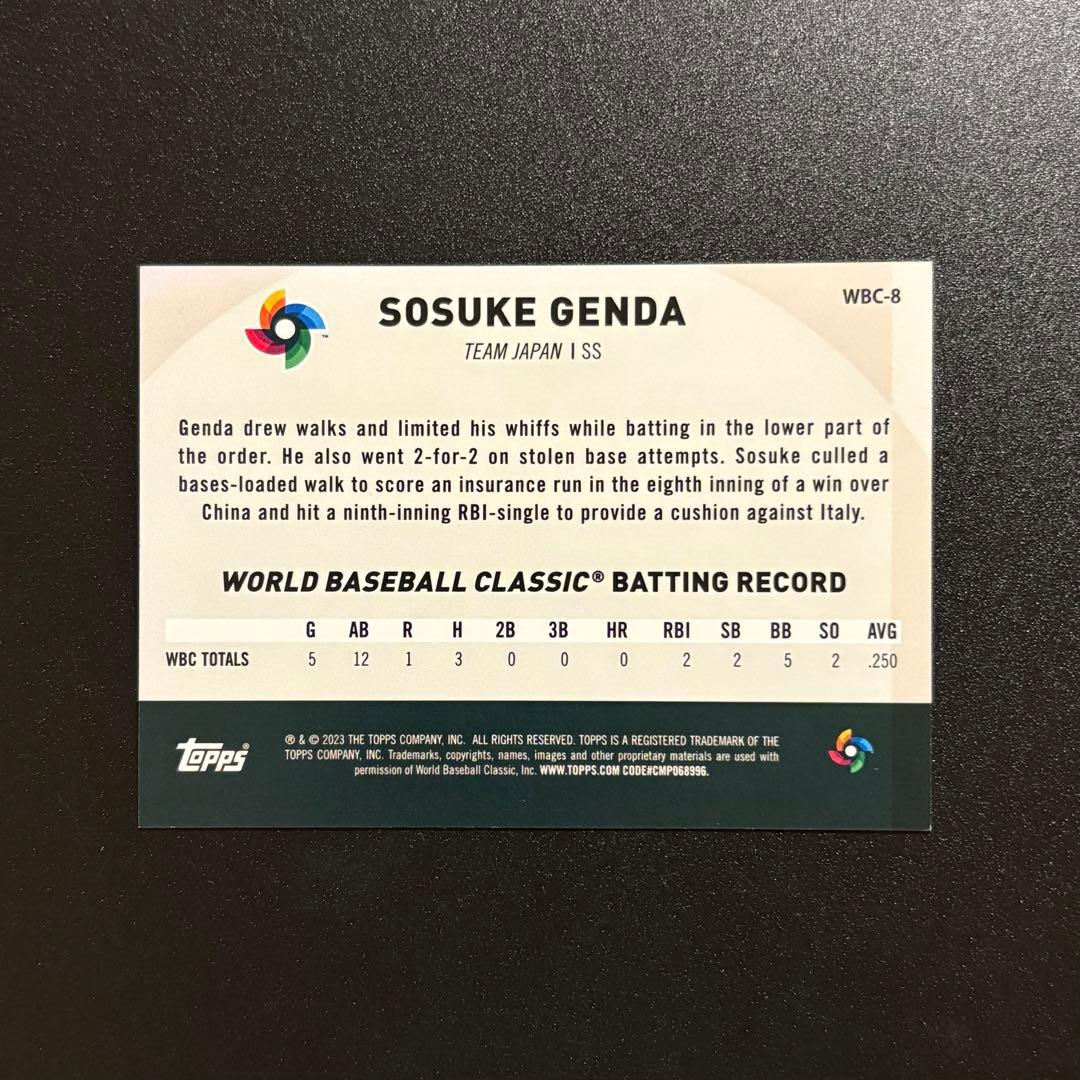 SOSUKE GENDA
WBC-8
TEAM JAPAN | SS
Genda drew walks and limited his whiffs while batting in the lower part of
the order. He also went 2-for-2 on stolen base attempts. Sosuke culled a
bases-loaded walk to score an insurance run in the eighth inning of a win over
China and hit a ninth-inning RBI-single to provide a cushion against Italy.
WORLD BASEBALL CLASSIC® BATTING RECORD
G AB R H 2B 3B HR RBI SB BB SO AVG
WBC TOTALS 5 12 1 3 0 0 0 2 2 5 2 .250
TOPPS®
® & © 2023 THE TOPPS COMPANY, INC. ALL RIGHTS RESERVED. TOPPS IS A REGISTERED TRADEMARK OF THE
TOPPS COMPANY, INC. Trademarks, copyrights, names, images and other proprietary materials are used with
permission of World Baseball Classic, Inc. WWW.TOPPS.COM CODE#CMP068996.